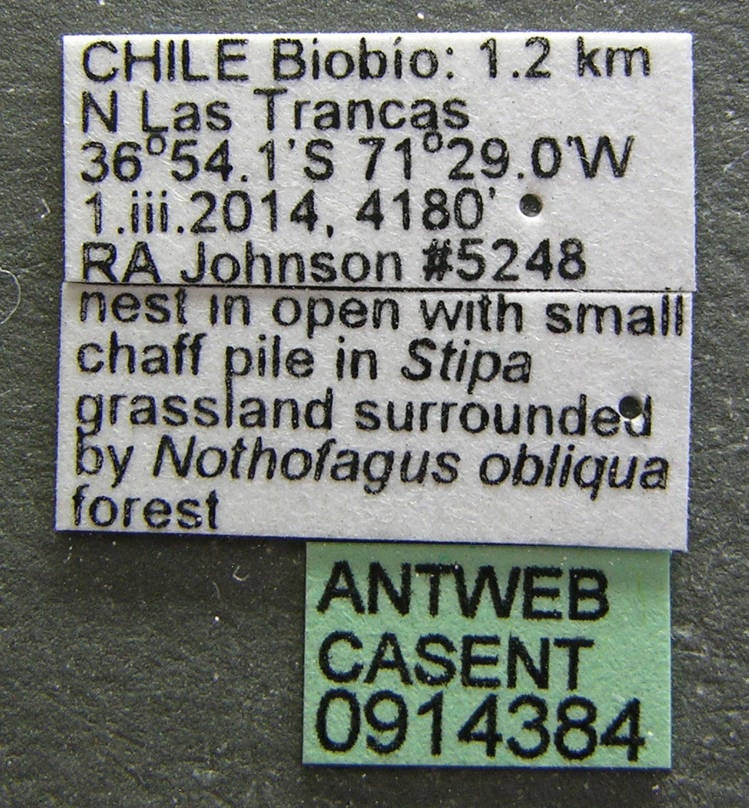 CHILE Biobío: 1.2 km
N Las Trancas
36°54.1'S 71°29.0'W
1.iii.2014, 4180'
RA Johnson #5248
nest in open with small
chaff pile in Stipa
grassland surrounded
by Nothofagus obliqua
forest
ANTWEB
CASENT
0914384